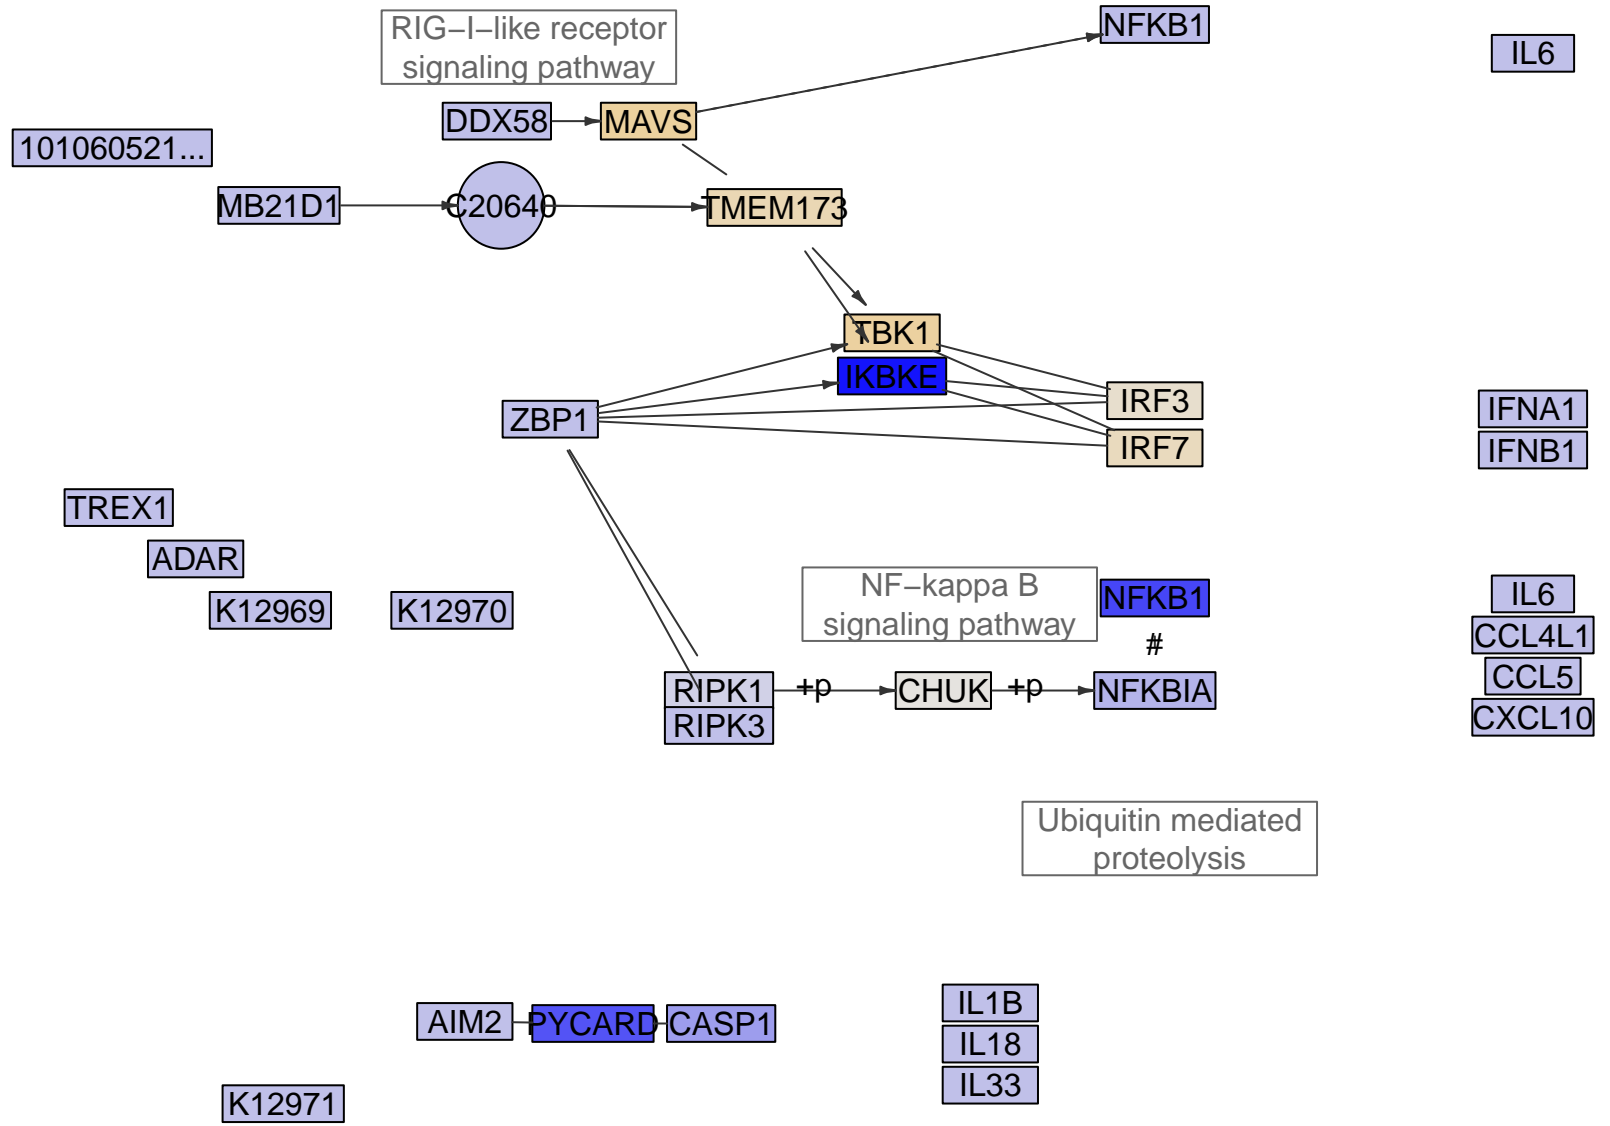 RIG–I–like receptor
signaling pathway
NFKB1
IL6
DDX58
MAVS
101060521...
MB21D1
C20640
TMEM173
TBK1
IKBKE
ZBP1
IRF3
IRF7
IFNA1
IFNB1
TREX1
ADAR
K12969
K12970
NF–kappa B
signaling pathway
NFKB1
#
IL6
CCL4L1
CCL5
CXCL10
RIPK1
+p
CHUK
+p
NFKBIA
RIPK3
Ubiquitin mediated
proteolysis
AIM2
PYCARD
CASP1
IL1B
IL18
IL33
K12971